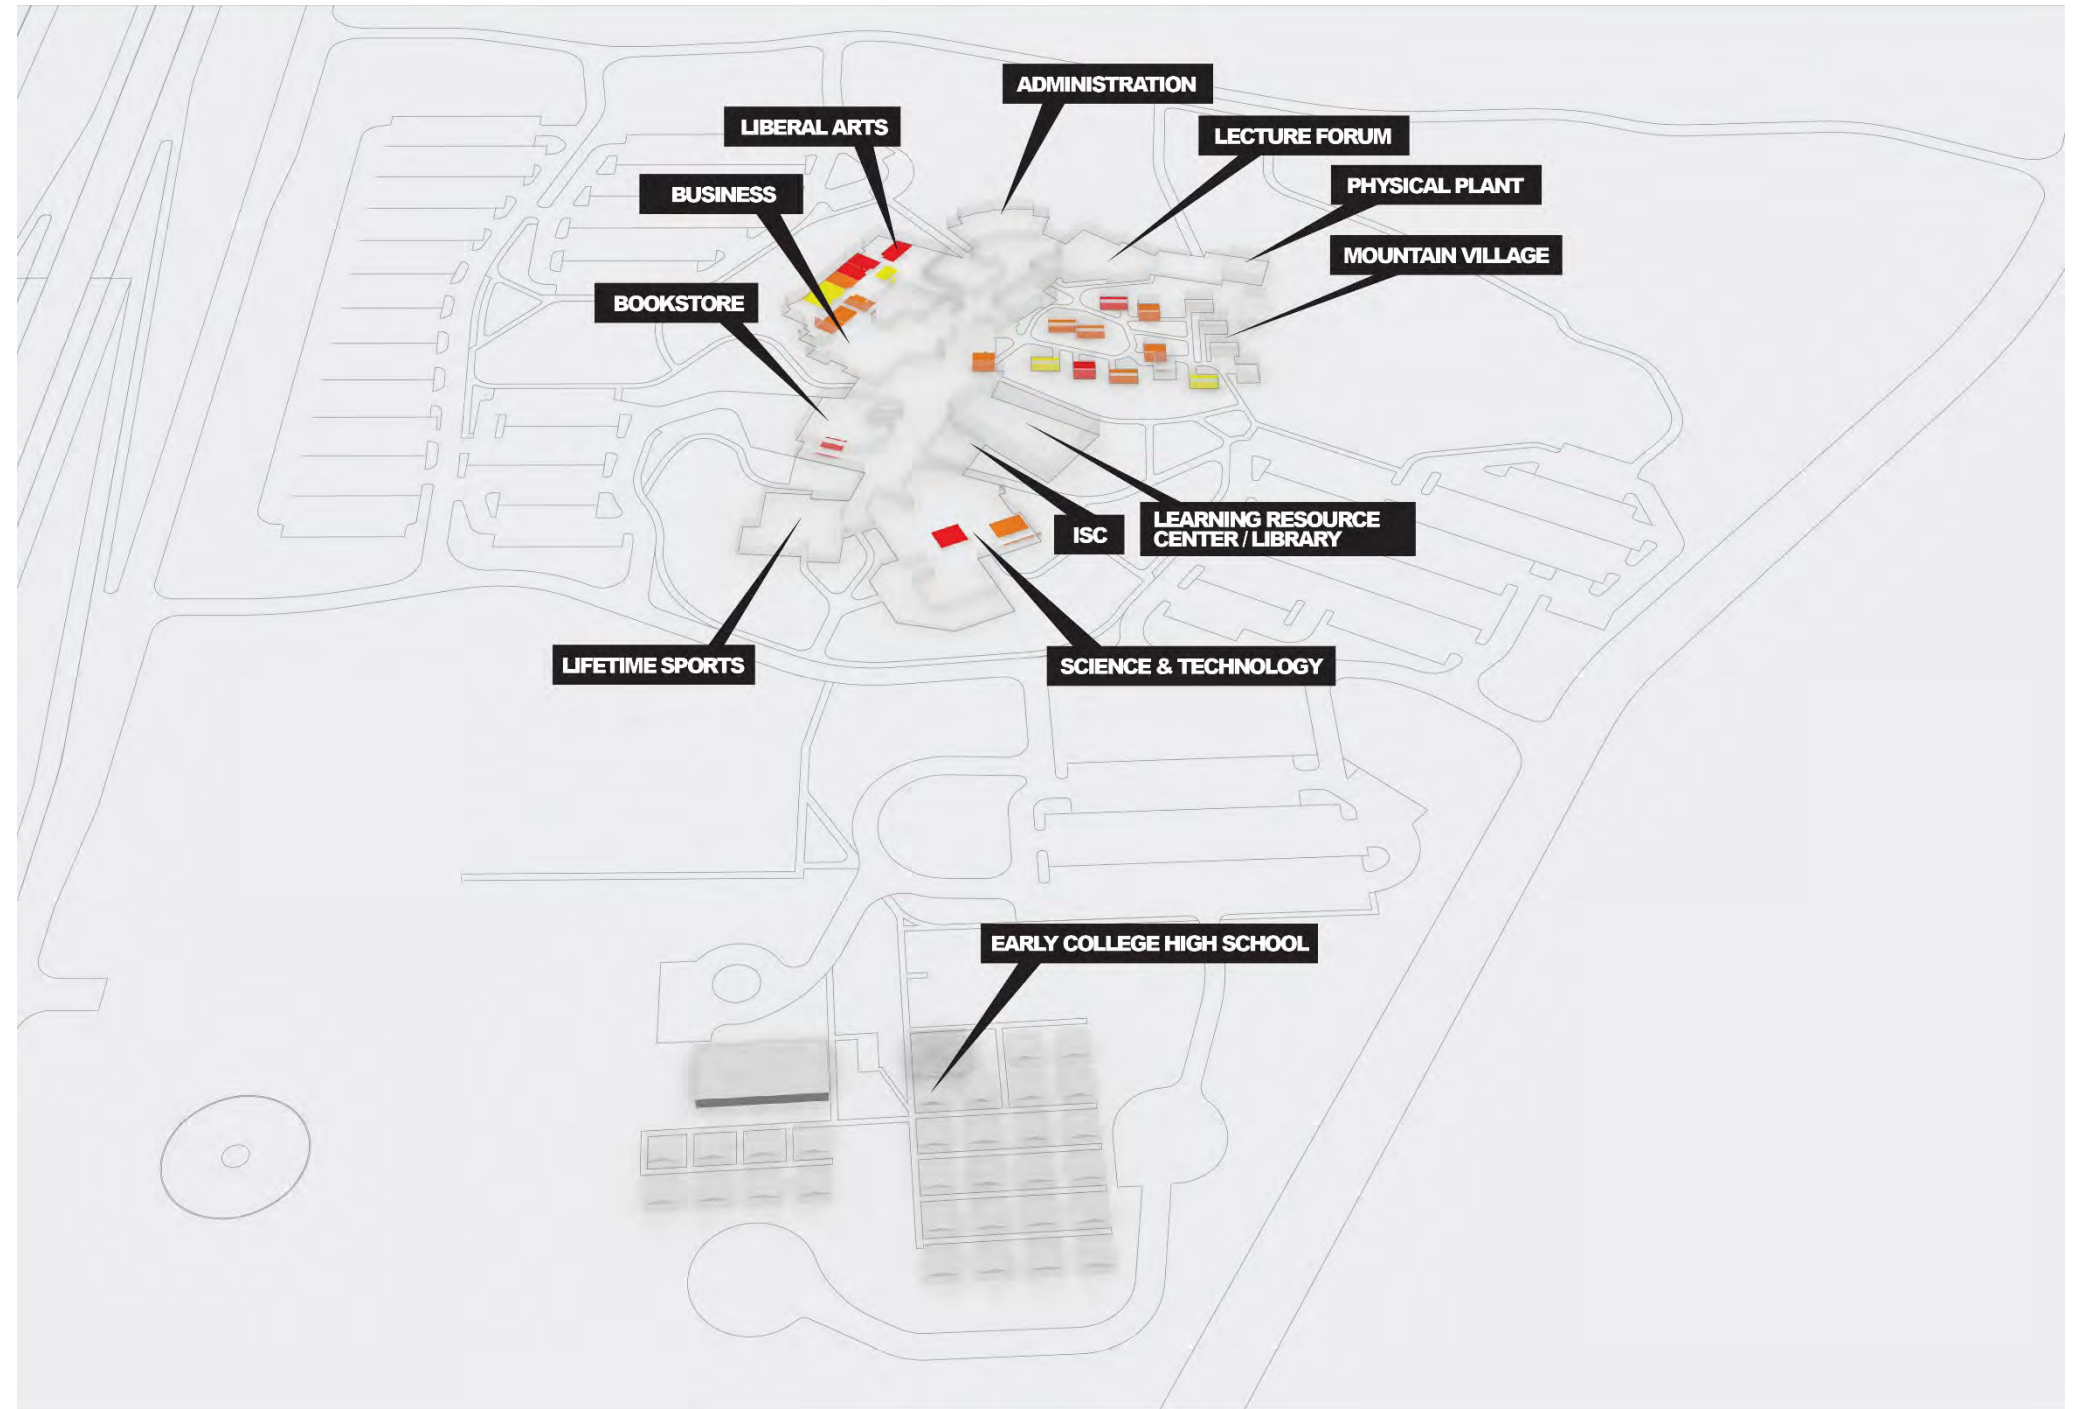 ADMINISTRATION
LIBERAL ARTS
LECTURE FORUM
BUSINESS
PHYSICAL PLANT
MOUNTAIN VILLAGE
BOOKSTORE
LEARNING RESOURCE
CENTER / LIBRARY
ISC
LIFETIME SPORTS
SCIENCE & TECHNOLOGY
EARLY COLLEGE HIGH SCHOOL